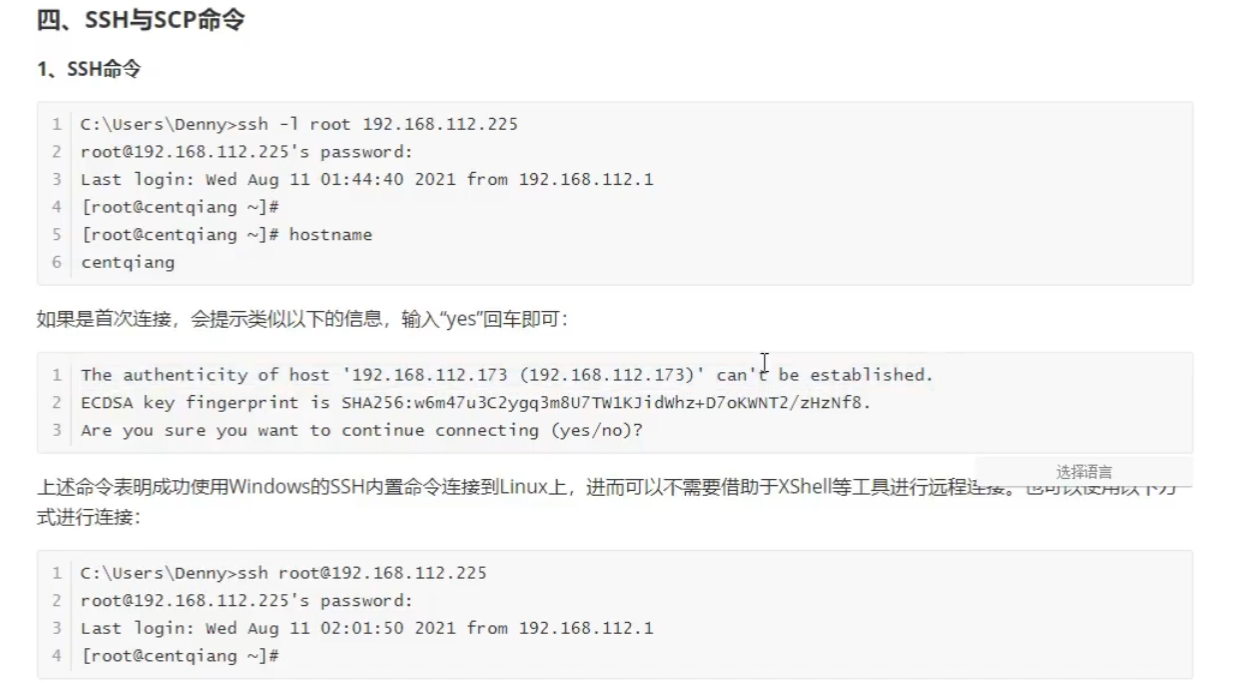 四、SSH与SCP命令
1、SSH命令
1 C:\Users\Denny>ssh -l root 192.168.112.225
2 root@192.168.112.225's password:
3 Last login: Wed Aug 11 01:44:40 2021 from 192.168.112.1
4 [root@centqiang ~]#
5 [root@centqiang ~]# hostname
6 centqiang
如果是首次连接，会提示类似以下的信息，输入“yes”回车即可：
1 The authenticity of host '192.168.112.173 (192.168.112.173)' can't be established.
2 ECDSA key fingerprint is SHA256:w6m47u3C2ygq3m8U7TW1KJidWhz+D7oKWNT2/zHzNf8.
3 Are you sure you want to continue connecting (yes/no)?
选择语言
上述命令表明成功使用Windows的SSH内置命令连接到Linux上，进而可以不需要借助于XShell等工具进行远程连接。也可以使用以下方
式进行连接：
1 C:\Users\Denny>ssh root@192.168.112.225
2 root@192.168.112.225's password:
3 Last login: Wed Aug 11 02:01:50 2021 from 192.168.112.1
4 [root@centqiang ~]#